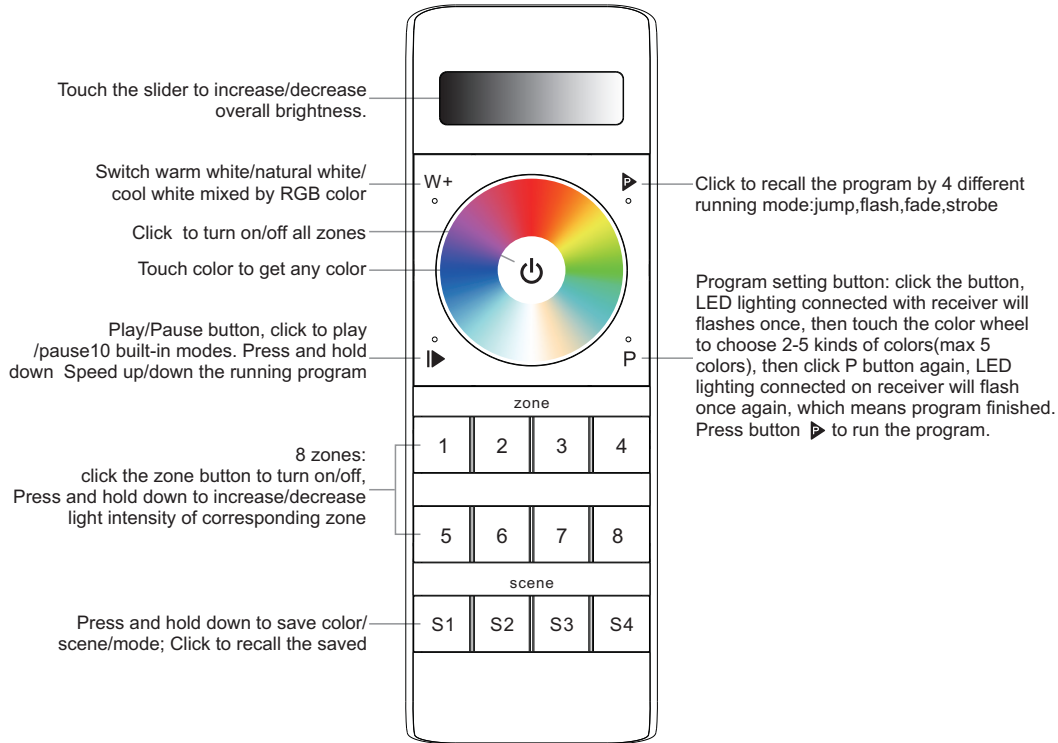 Touch the slider to increase/decrease
overall brightness.
Switch warm white/natural white/
cool white mixed by RGB color
Click to turn on/off all zones
Touch color to get any color
Play/Pause button, click to play
/pause10 built-in modes. Press and hold
down Speed up/down the running program
8 zones:
click the zone button to turn on/off,
Press and hold down to increase/decrease
light intensity of corresponding zone
Press and hold down to save color/
scene/mode; Click to recall the saved
W+
P
P
zone
1 2 3 4
5 6 7 8
scene
S1 S2 S3 S4
Click to recall the program by 4 different
running mode:jump,flash,fade,strobe
Program setting button: click the button,
LED lighting connected with receiver will
flashes once, then touch the color wheel
to choose 2-5 kinds of colors(max 5
colors), then click P button again, LED
lighting connected on receiver will flash
once again, which means program finished.
Press button P to run the program.